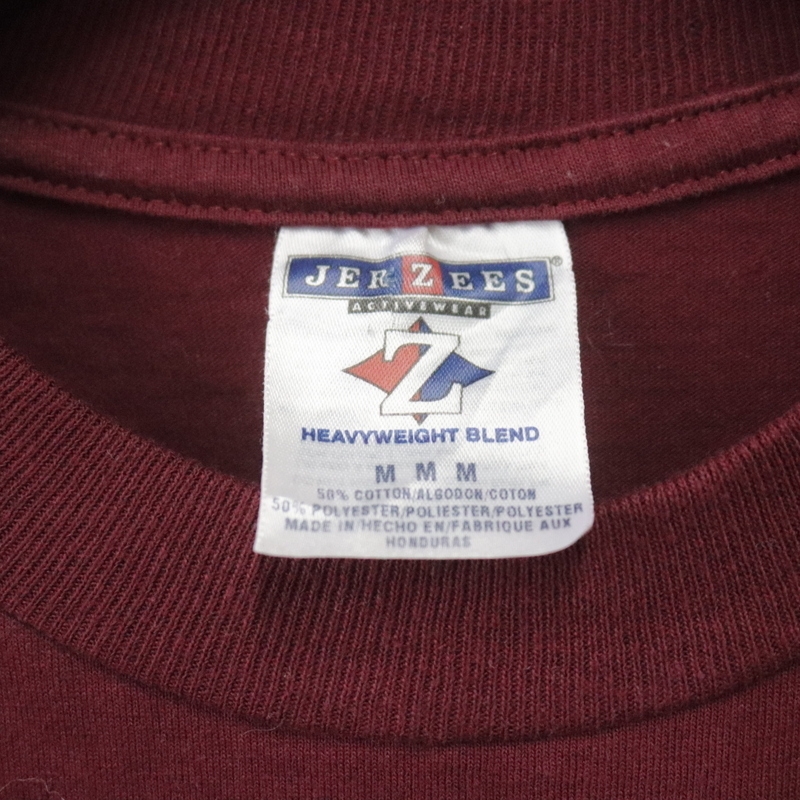 JERZEES®
ACTIVEWEAR
Z
HEAVYWEIGHT BLEND
M M M
50% COTTON/ALGODON/COTON
50% POLYESTER/POLIESTER/POLYESTER
MADE IN/HECHO EN/FABRIQUE AUX
HONDURAS